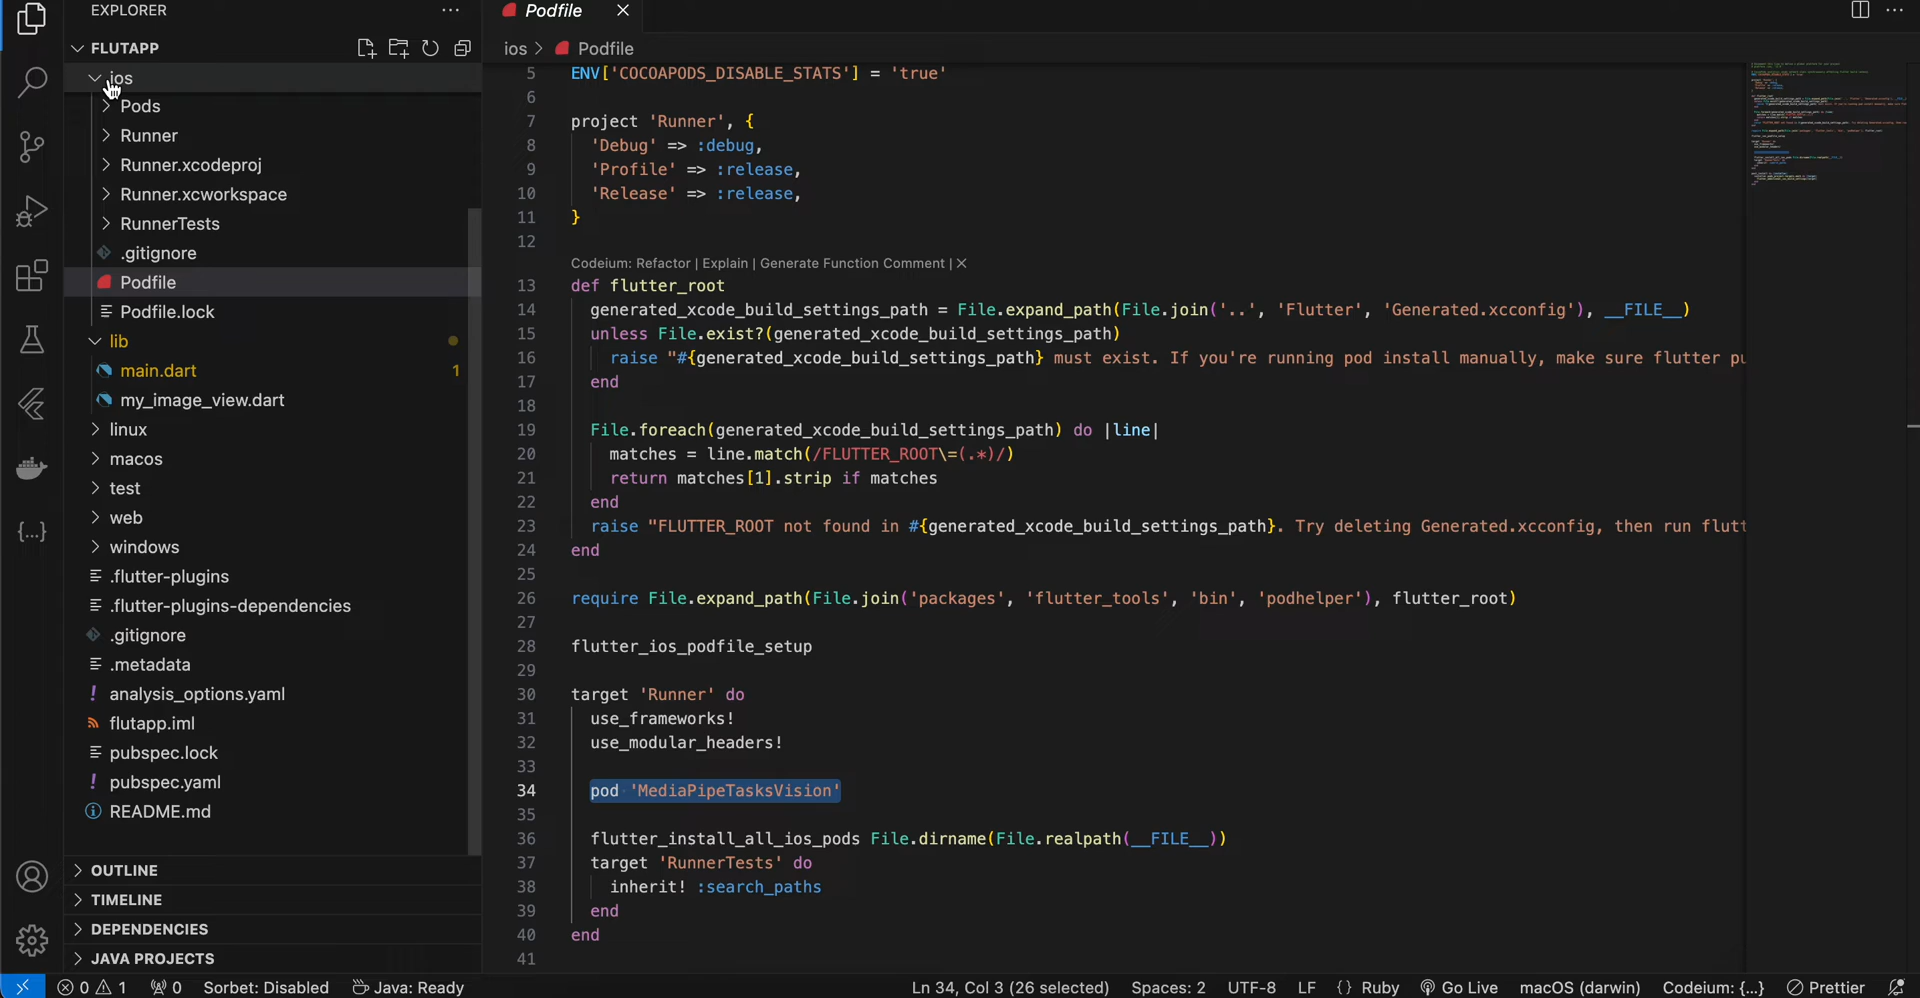 EXPLORER
FLUTAPP
ios
Pods
Runner
Runner.xcodeproj
Runner.xcworkspace
RunnerTests
.gitignore
Podfile
Podfile.lock
lib
main.dart 1
my_image_view.dart
linux
macos
test
web
windows
.flutter-plugins
.flutter-plugins-dependencies
.gitignore
.metadata
analysis_options.yaml
flutapp.iml
pubspec.lock
pubspec.yaml
README.md
OUTLINE
TIMELINE
DEPENDENCIES
JAVA PROJECTS
Podfile
ios > Podfile
5 ENV['COCOAPODS_DISABLE_STATS'] = 'true'
6
7 project 'Runner', {
8 'Debug' => :debug,
9 'Profile' => :release,
10 'Release' => :release,
11 }
12
Codeium: Refactor | Explain | Generate Function Comment | ✕
13 def flutter_root
14 generated_xcode_build_settings_path = File.expand_path(File.join('..', 'Flutter', 'Generated.xcconfig'), __FILE__)
15 unless File.exist?(generated_xcode_build_settings_path)
16 raise "#{generated_xcode_build_settings_path} must exist. If you're running pod install manually, make sure flutter pu
17 end
18
19 File.foreach(generated_xcode_build_settings_path) do |line|
20 matches = line.match(/FLUTTER_ROOT\=(.*)/)
21 return matches[1].strip if matches
22 end
23 raise "FLUTTER_ROOT not found in #{generated_xcode_build_settings_path}. Try deleting Generated.xcconfig, then run flutt
24 end
25
26 require File.expand_path(File.join('packages', 'flutter_tools', 'bin', 'podhelper'), flutter_root)
27
28 flutter_ios_podfile_setup
29
30 target 'Runner' do
31 use_frameworks!
32 use_modular_headers!
33
34 pod 'MediaPipeTasksVision'
35
36 flutter_install_all_ios_pods File.dirname(File.realpath(__FILE__))
37 target 'RunnerTests' do
38 inherit! :search_paths
39 end
40 end
41
0 1 0 Sorbet: Disabled Java: Ready Ln 34, Col 3 (26 selected) Spaces: 2 UTF-8 LF {} Ruby Go Live macOS (darwin) Codeium: {...} Prettier